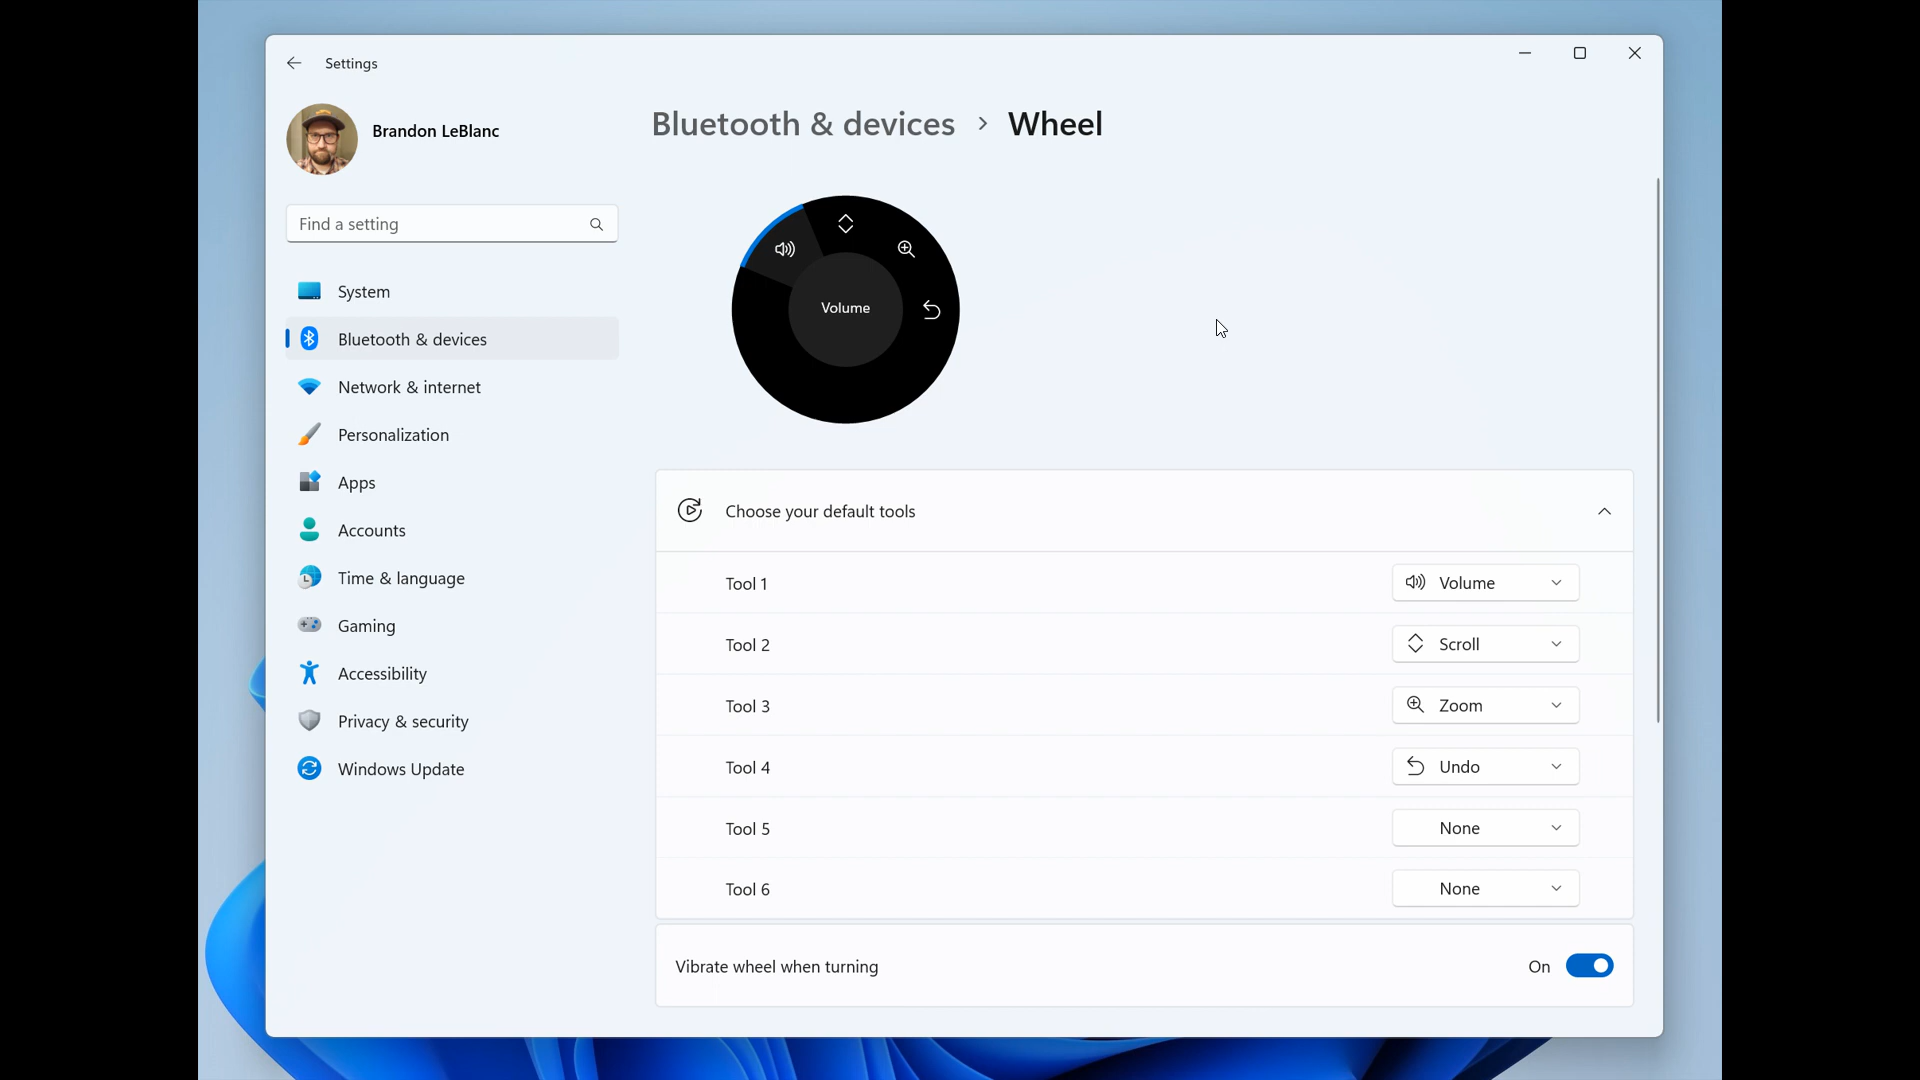 Settings
Brandon LeBlanc
Find a setting
System
Bluetooth & devices
Network & internet
Personalization
Apps
Accounts
Time & language
Gaming
Accessibility
Privacy & security
Windows Update
Bluetooth & devices > Wheel
Volume
Choose your default tools
Tool 1 Volume
Tool 2 Scroll
Tool 3 Zoom
Tool 4 Undo
Tool 5 None
Tool 6 None
Vibrate wheel when turning On